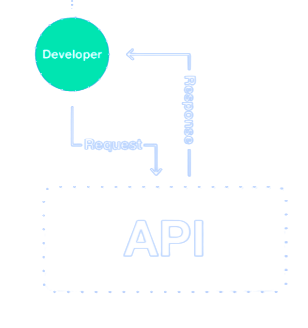 Developer
Response
Request
API